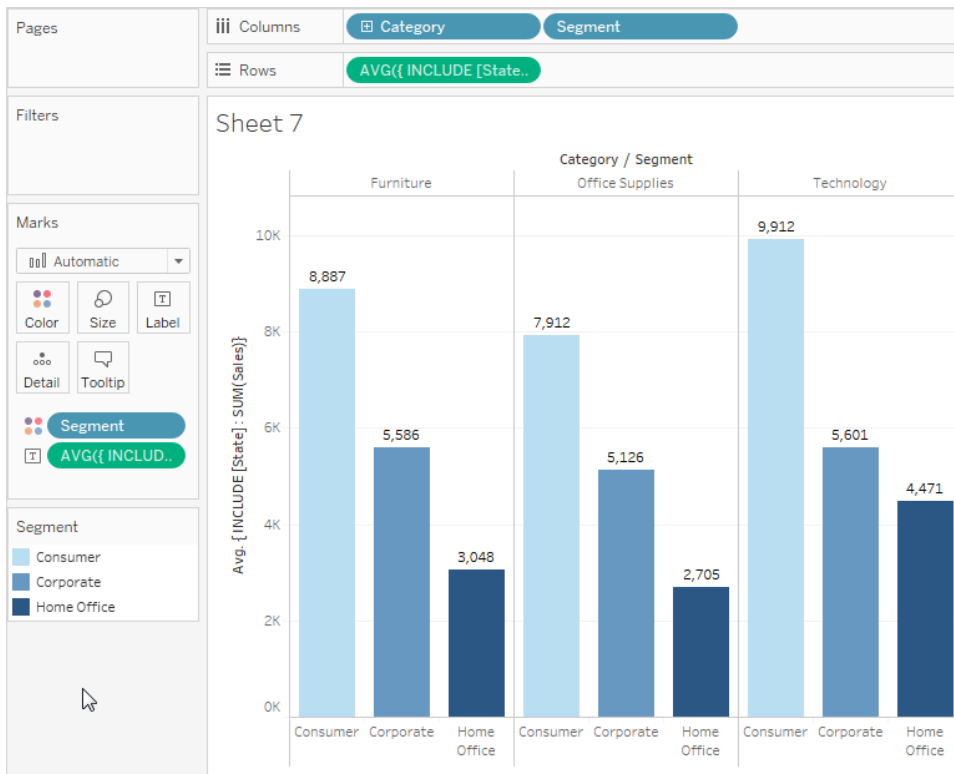 Pages
Columns
Category
Segment
Rows
AVG({ INCLUDE [State..
Filters
Marks
Automatic
Color
Size
Label
Detail
Tooltip
Segment
AVG({ INCLUD..
Segment
Consumer
Corporate
Home Office
Sheet 7
Category / Segment
Furniture
Office Supplies
Technology
Avg. { INCLUDE [State] : SUM(Sales)}
10K
8K
6K
4K
2K
0K
8,887
5,586
3,048
7,912
5,126
2,705
9,912
5,601
4,471
Consumer
Corporate
Home
Office
Consumer
Corporate
Home
Office
Consumer
Corporate
Home
Office